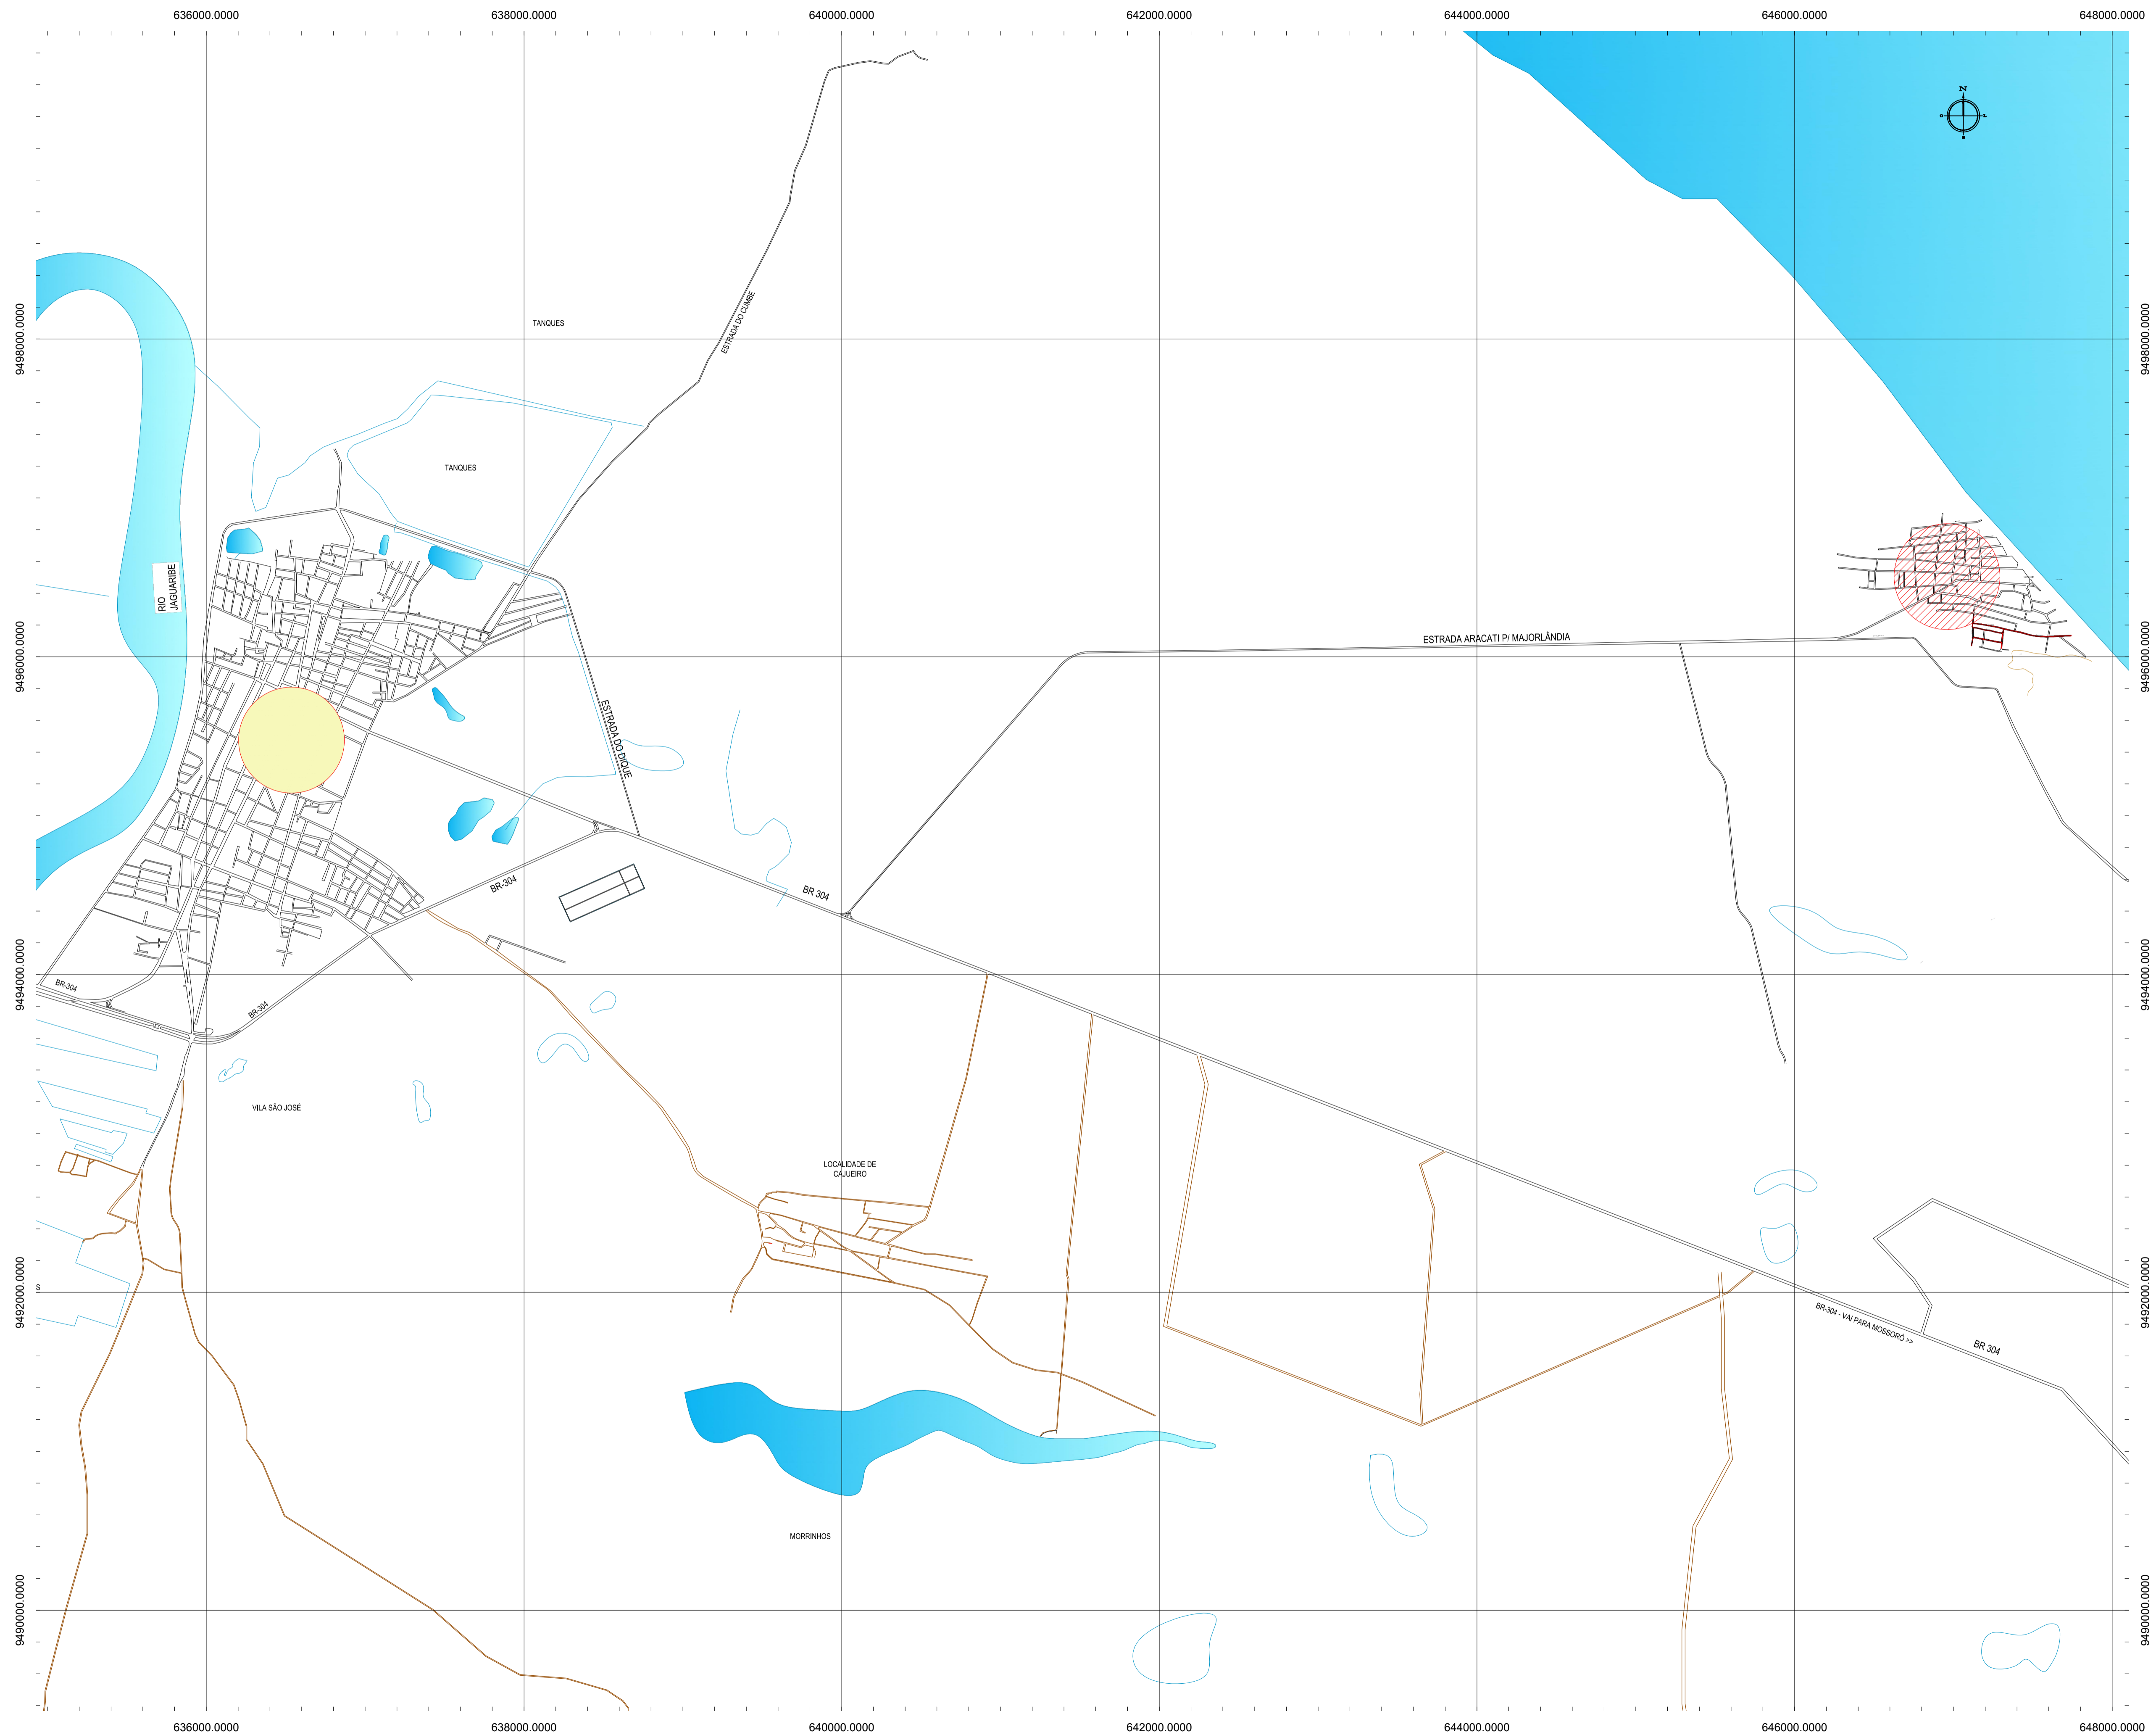 636000.0000
638000.0000
640000.0000
642000.0000
644000.0000
646000.0000
648000.0000
N
O
L
S
9498000.0000
9498000.0000
TANQUES
ESTRADA DO CUMBE
TANQUES
RIO
JAGUARIBE
9496000.0000
9496000.0000
ESTRADA ARACATI P/ MAJORLÂNDIA
ESTRADA DO DIQUE
BR-304
BR 304
9494000.0000
9494000.0000
BR-304
BR-304
VILA SÃO JOSÉ
LOCALIDADE DE
CAJUEIRO
S
9492000.0000
9492000.0000
BR-304 - VAI PARA MOSSORÓ >>
BR 304
MORRINHOS
9490000.0000
9490000.0000
636000.0000
638000.0000
640000.0000
642000.0000
644000.0000
646000.0000
648000.0000